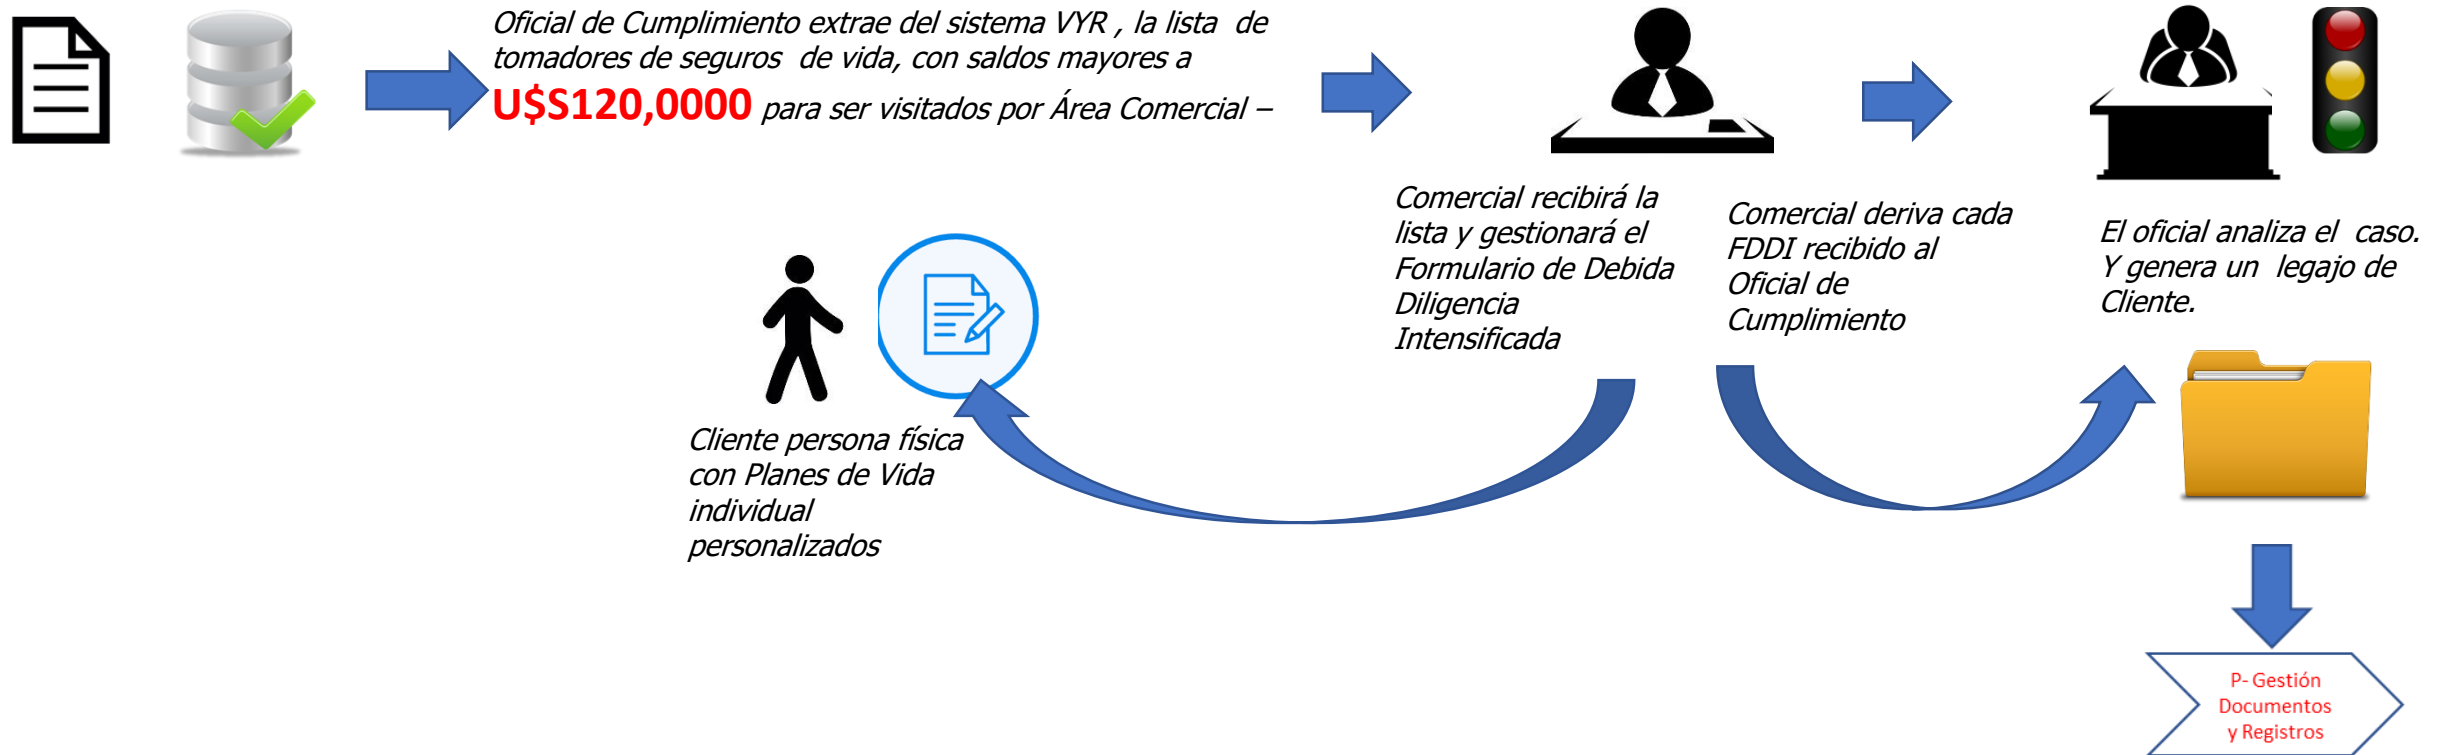 Oficial de Cumplimiento extrae del sistema VYR , la lista de
tomadores de seguros de vida, con saldos mayores a
U$S120,0000 para ser visitados por Área Comercial –
Comercial recibirá la
lista y gestionará el
Formulario de Debida
Diligencia
Intensificada
Comercial deriva cada
FDDI recibido al
Oficial de
Cumplimiento
El oficial analiza el caso.
Y genera un legajo de
Cliente.
Cliente persona física
con Planes de Vida
individual
personalizados
P- Gestión
Documentos
y Registros